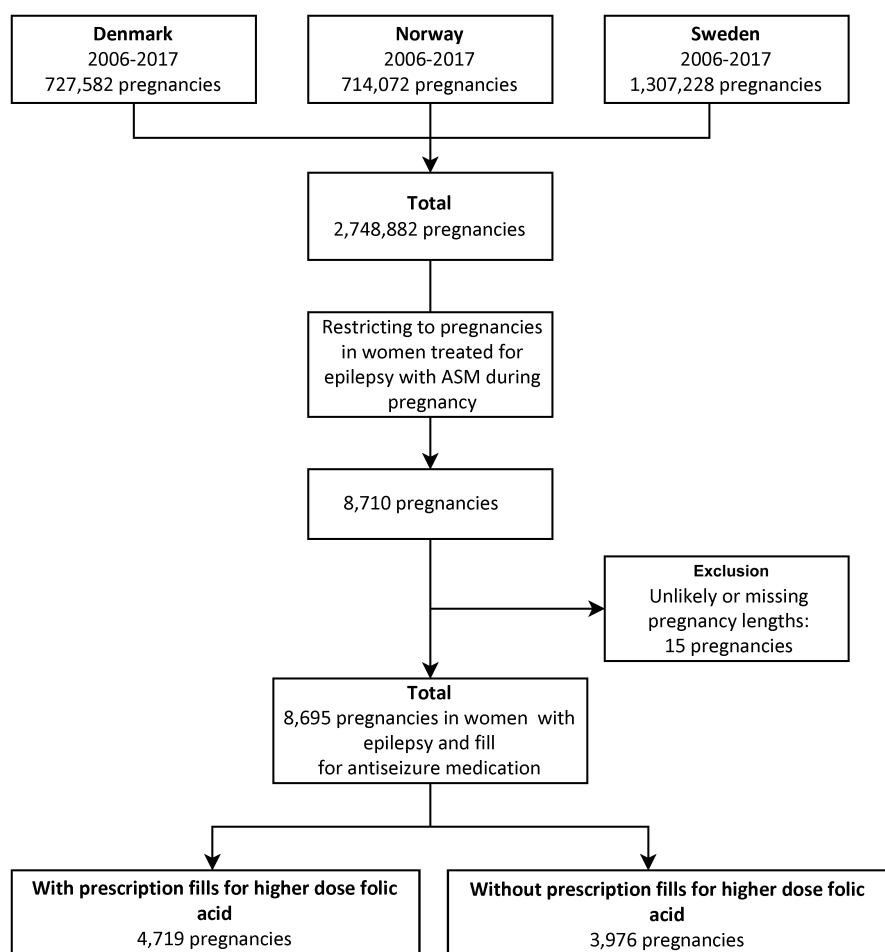 Denmark
2006-2017
727,582 pregnancies
Norway
2006-2017
714,072 pregnancies
Sweden
2006-2017
1,307,228 pregnancies
Total
2,748,882 pregnancies
Restricting to pregnancies
in women treated for
epilepsy with ASM during
pregnancy
8,710 pregnancies
Exclusion
Unlikely or missing
pregnancy lengths:
15 pregnancies
Total
8,695 pregnancies in women with
epilepsy and fill
for antiseizure medication
With prescription fills for higher dose folic
acid
4,719 pregnancies
Without prescription fills for higher dose folic
acid
3,976 pregnancies